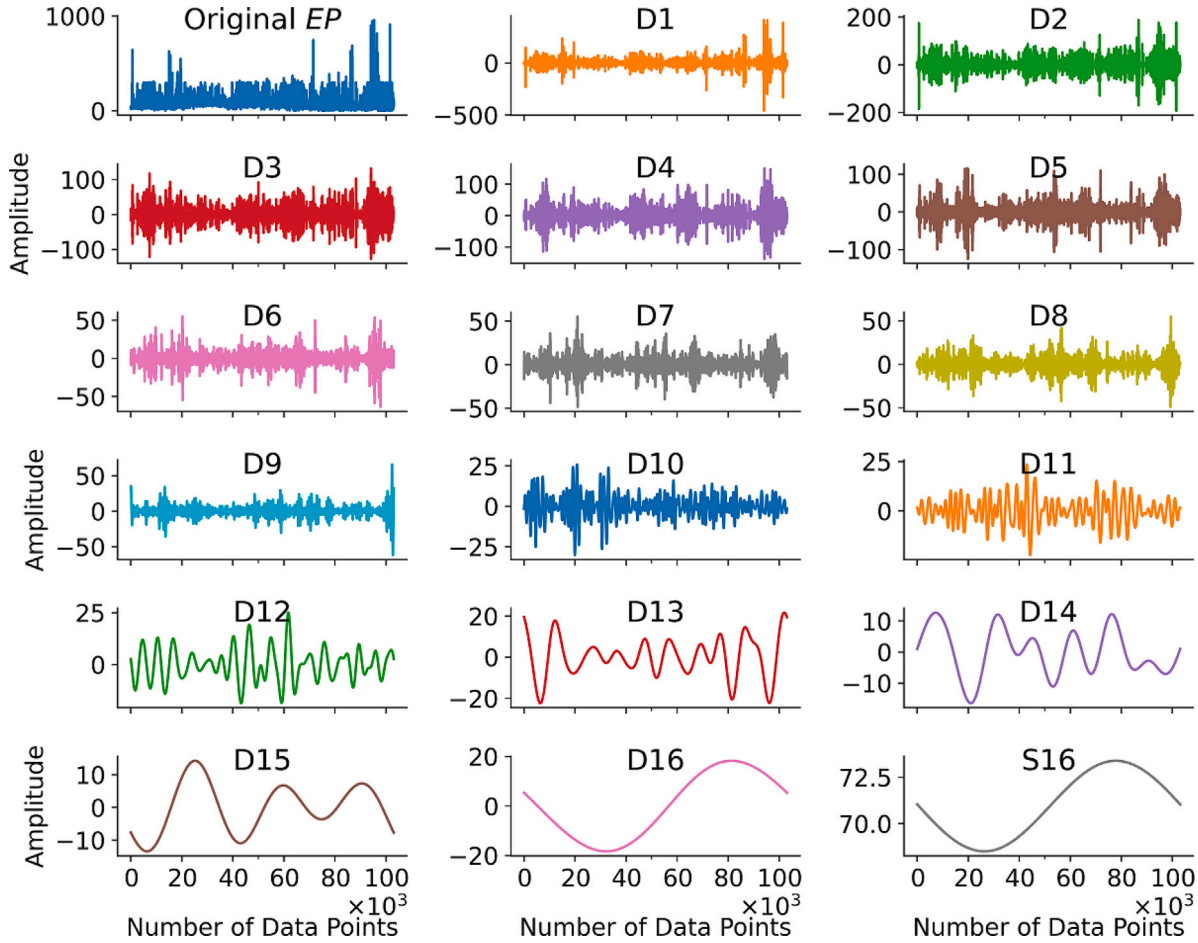 Original EP
1000
0
D1
0
−500
D2
200
0
200
Amplitude
D3
100
0
−100
D4
100
0
−100
D5
100
0
−100
D6
50
0
−50
D7
50
0
−50
D8
50
0
−50
Amplitude
D9
50
0
−50
D10
25
0
−25
D11
25
0
D12
25
0
D13
20
0
−20
D14
10
0
−10
Amplitude
D15
10
0
−10
0 20 40 60 80 100
×10³
Number of Data Points
D16
20
0
−20
0 20 40 60 80 100
×10³
Number of Data Points
S16
72.5
70.0
0 20 40 60 80 100
×10³
Number of Data Points